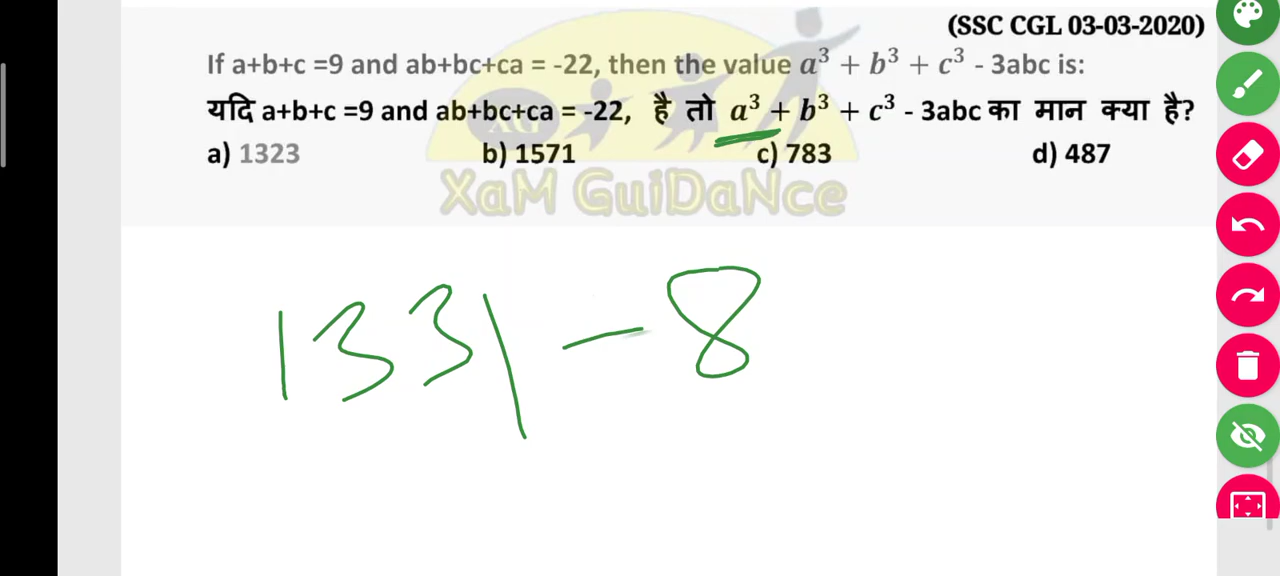 (SSC CGL 03-03-2020)
If a+b+c =9 and ab+bc+ca = -22, then the value a³ + b³ + c³ - 3abc is:
यदि a+b+c =9 and ab+bc+ca = -22, है तो a³ + b³ + c³ - 3abc का मान क्या है?
a) 1323 b) 1571 c) 783 d) 487
XaM GuiDaNce
1331 - 8